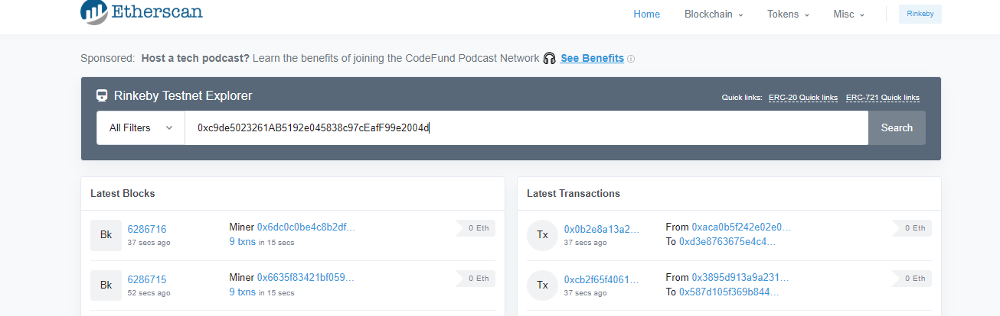 Etherscan
Home Blockchain Tokens Misc Rinkeby
Sponsored: Host a tech podcast? Learn the benefits of joining the CodeFund Podcast Network See Benefits
Rinkeby Testnet Explorer
Quick links: ERC-20 Quick links ERC-721 Quick links
All Filters 0xc9de5023261AB5192e045838c97cEafF99e2004d Search
Latest Blocks
Bk 6286716 Miner 0x6dc0c0be4c8b2df... 0 Eth
37 secs ago 9 txns in 15 secs
Bk 6286715 Miner 0x6635f83421bf059... 0 Eth
52 secs ago 9 txns in 15 secs
Latest Transactions
Tx 0x0b2e8a13a2... From 0xaca0b5f242e02e0... 0 Eth
37 secs ago To 0xd3e8763675e4c4...
Tx 0xcb2f65f4061... From 0x3895d913a9a231... 0 Eth
37 secs ago To 0x587d105f369b844...